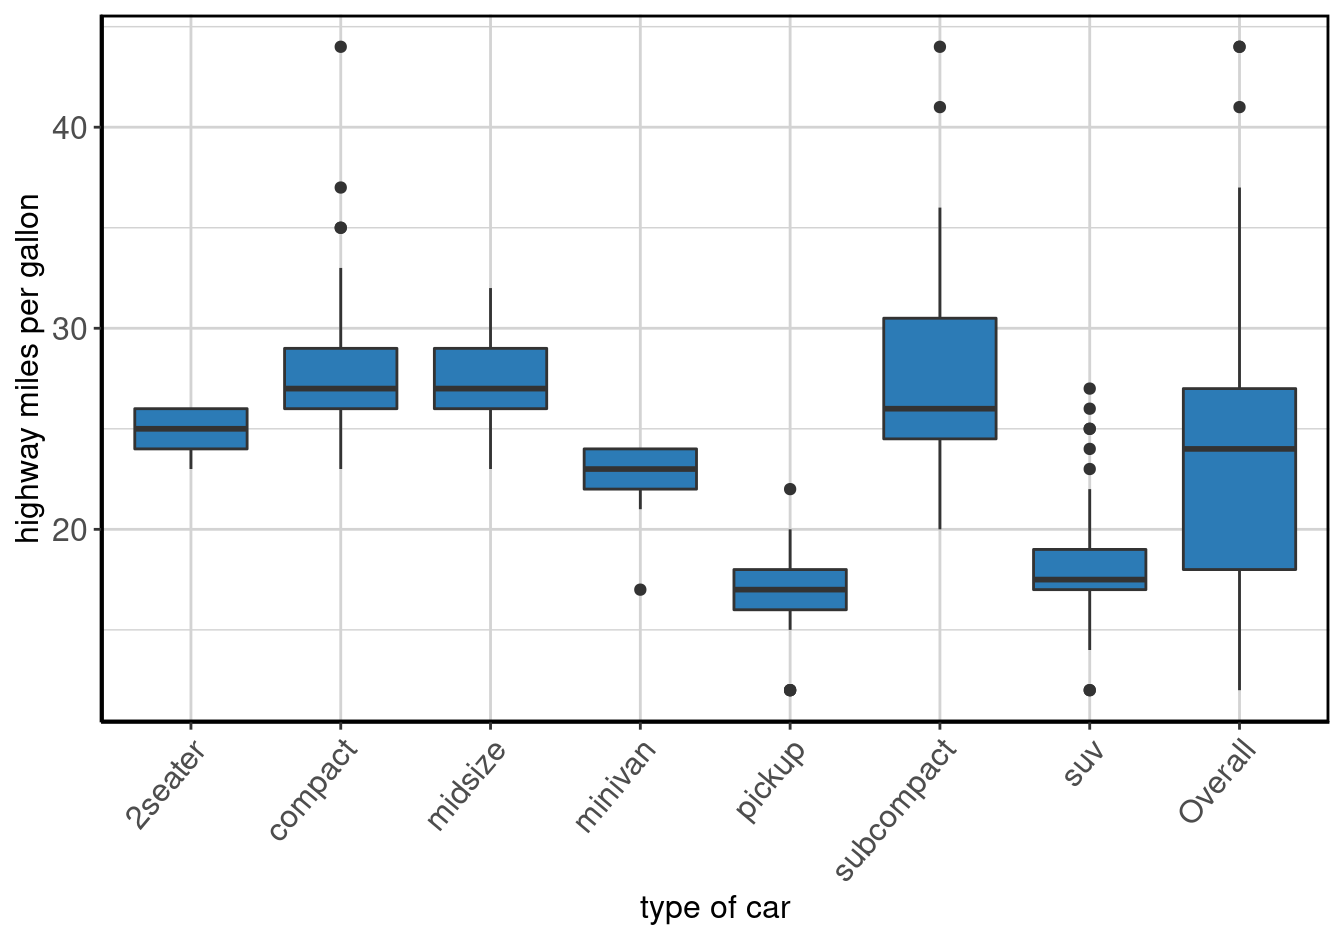 highway miles per gallon
40
30
20
2seater
compact
midsize
minivan
pickup
subcompact
suv
Overall
type of car